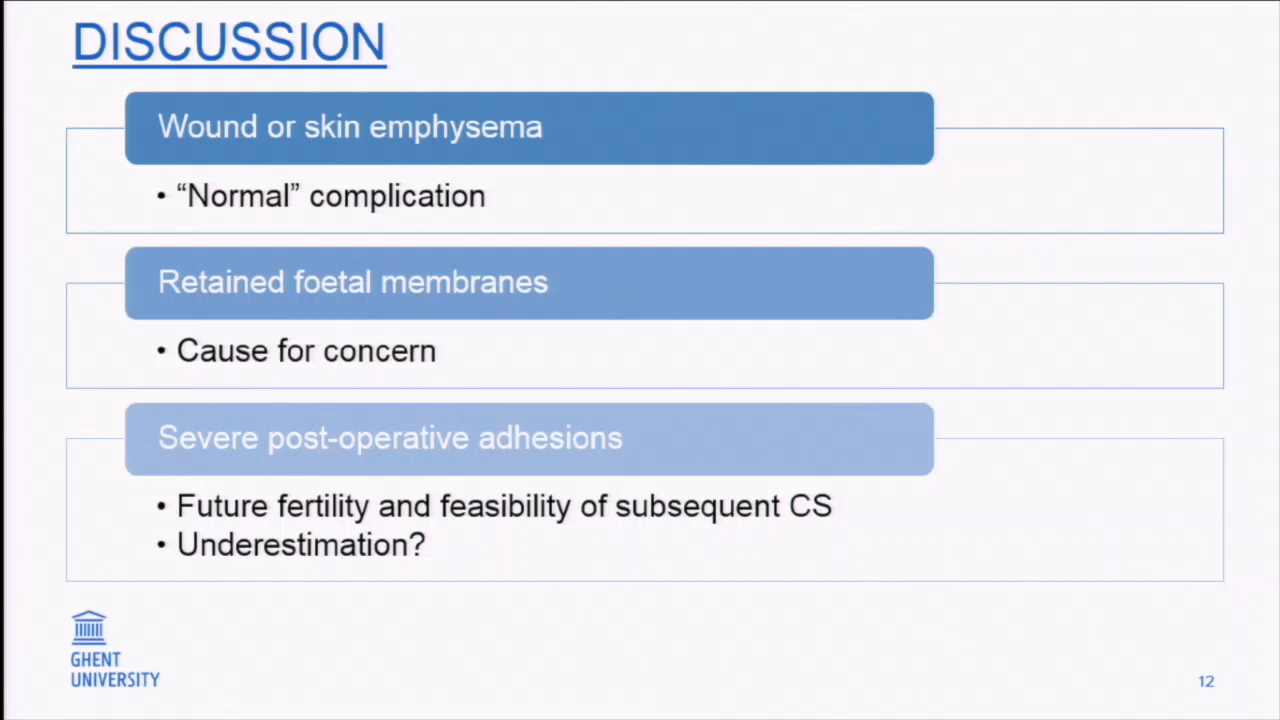 DISCUSSION
Wound or skin emphysema
• “Normal” complication
Retained foetal membranes
• Cause for concern
Severe post-operative adhesions
• Future fertility and feasibility of subsequent CS
• Underestimation?
GHENT
UNIVERSITY
12